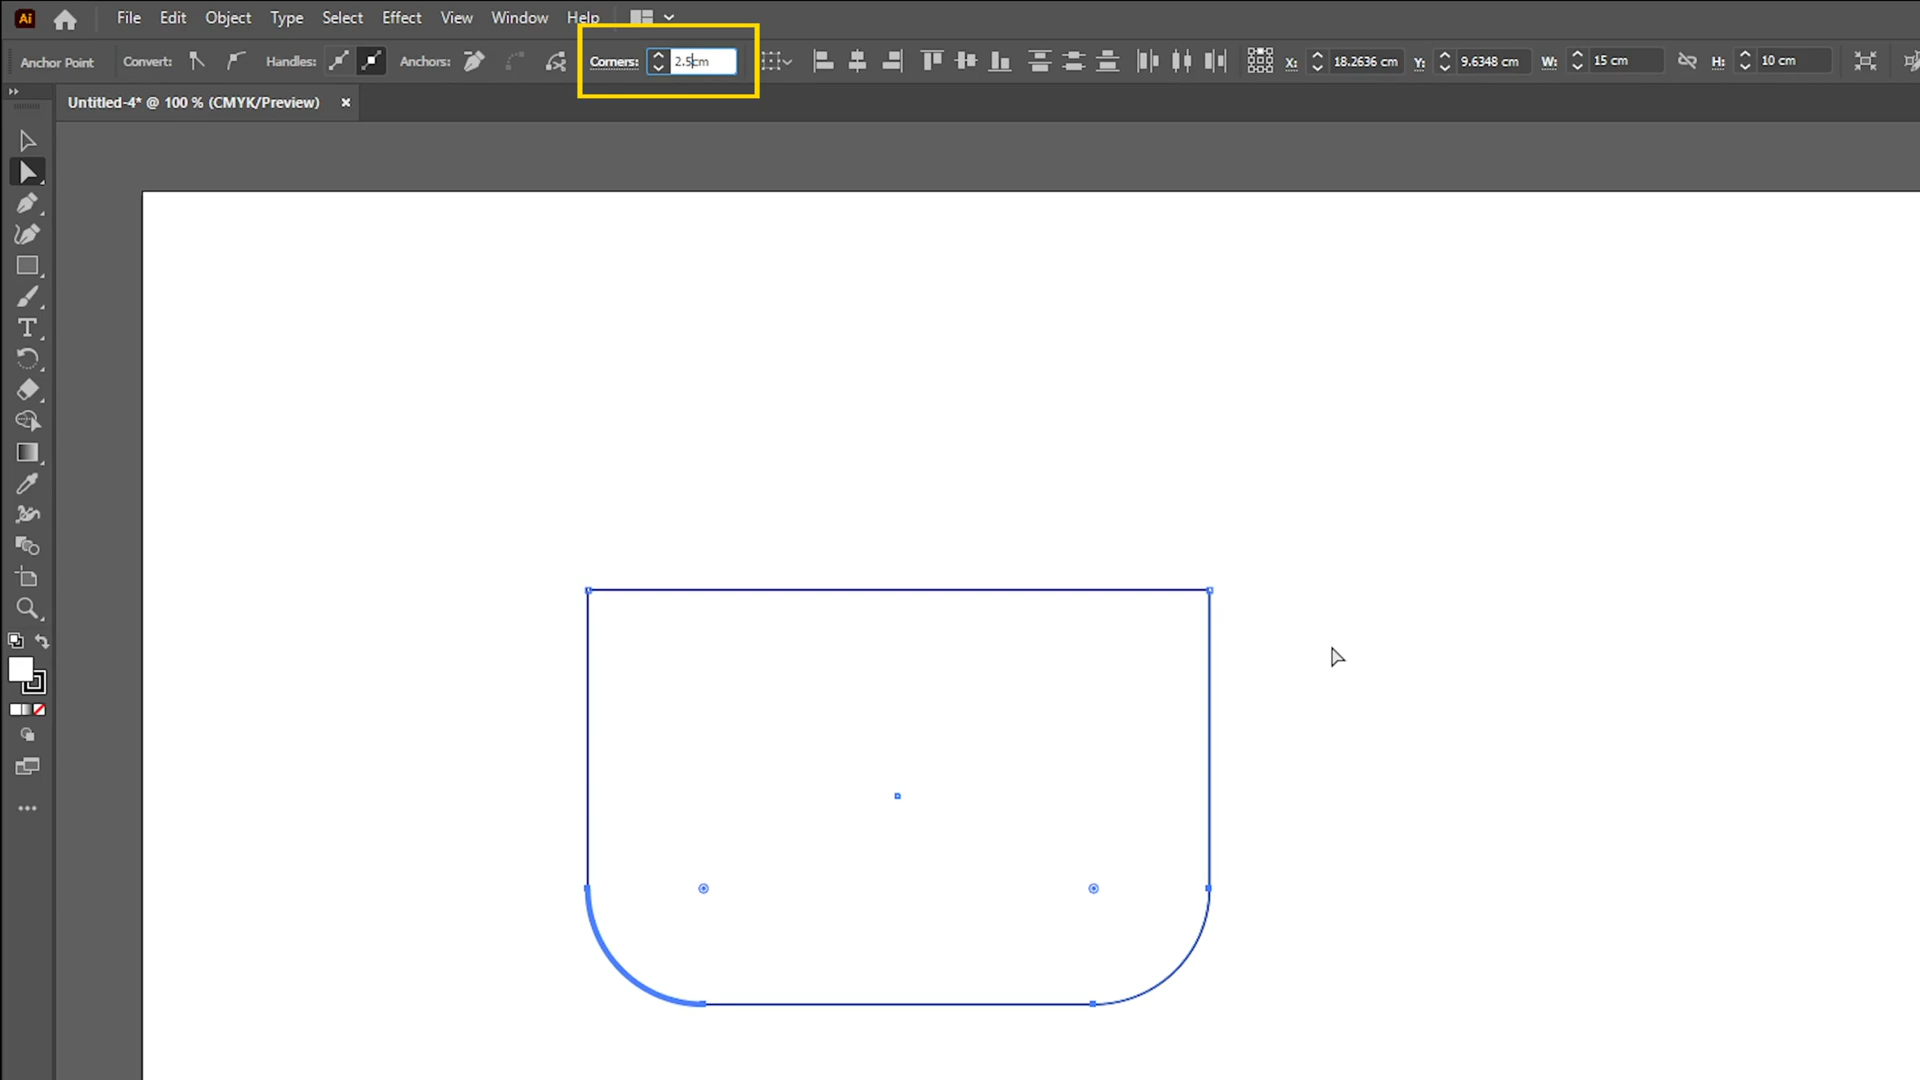 Ai File Edit Object Type Select Effect View Window Help
Anchor Point Convert: Handles: Anchors: Corners: 2.5cm X: 18.2636 cm Y: 9.6348 cm W: 15 cm H: 10 cm
Untitled-4* @ 100 % (CMYK/Preview) ×